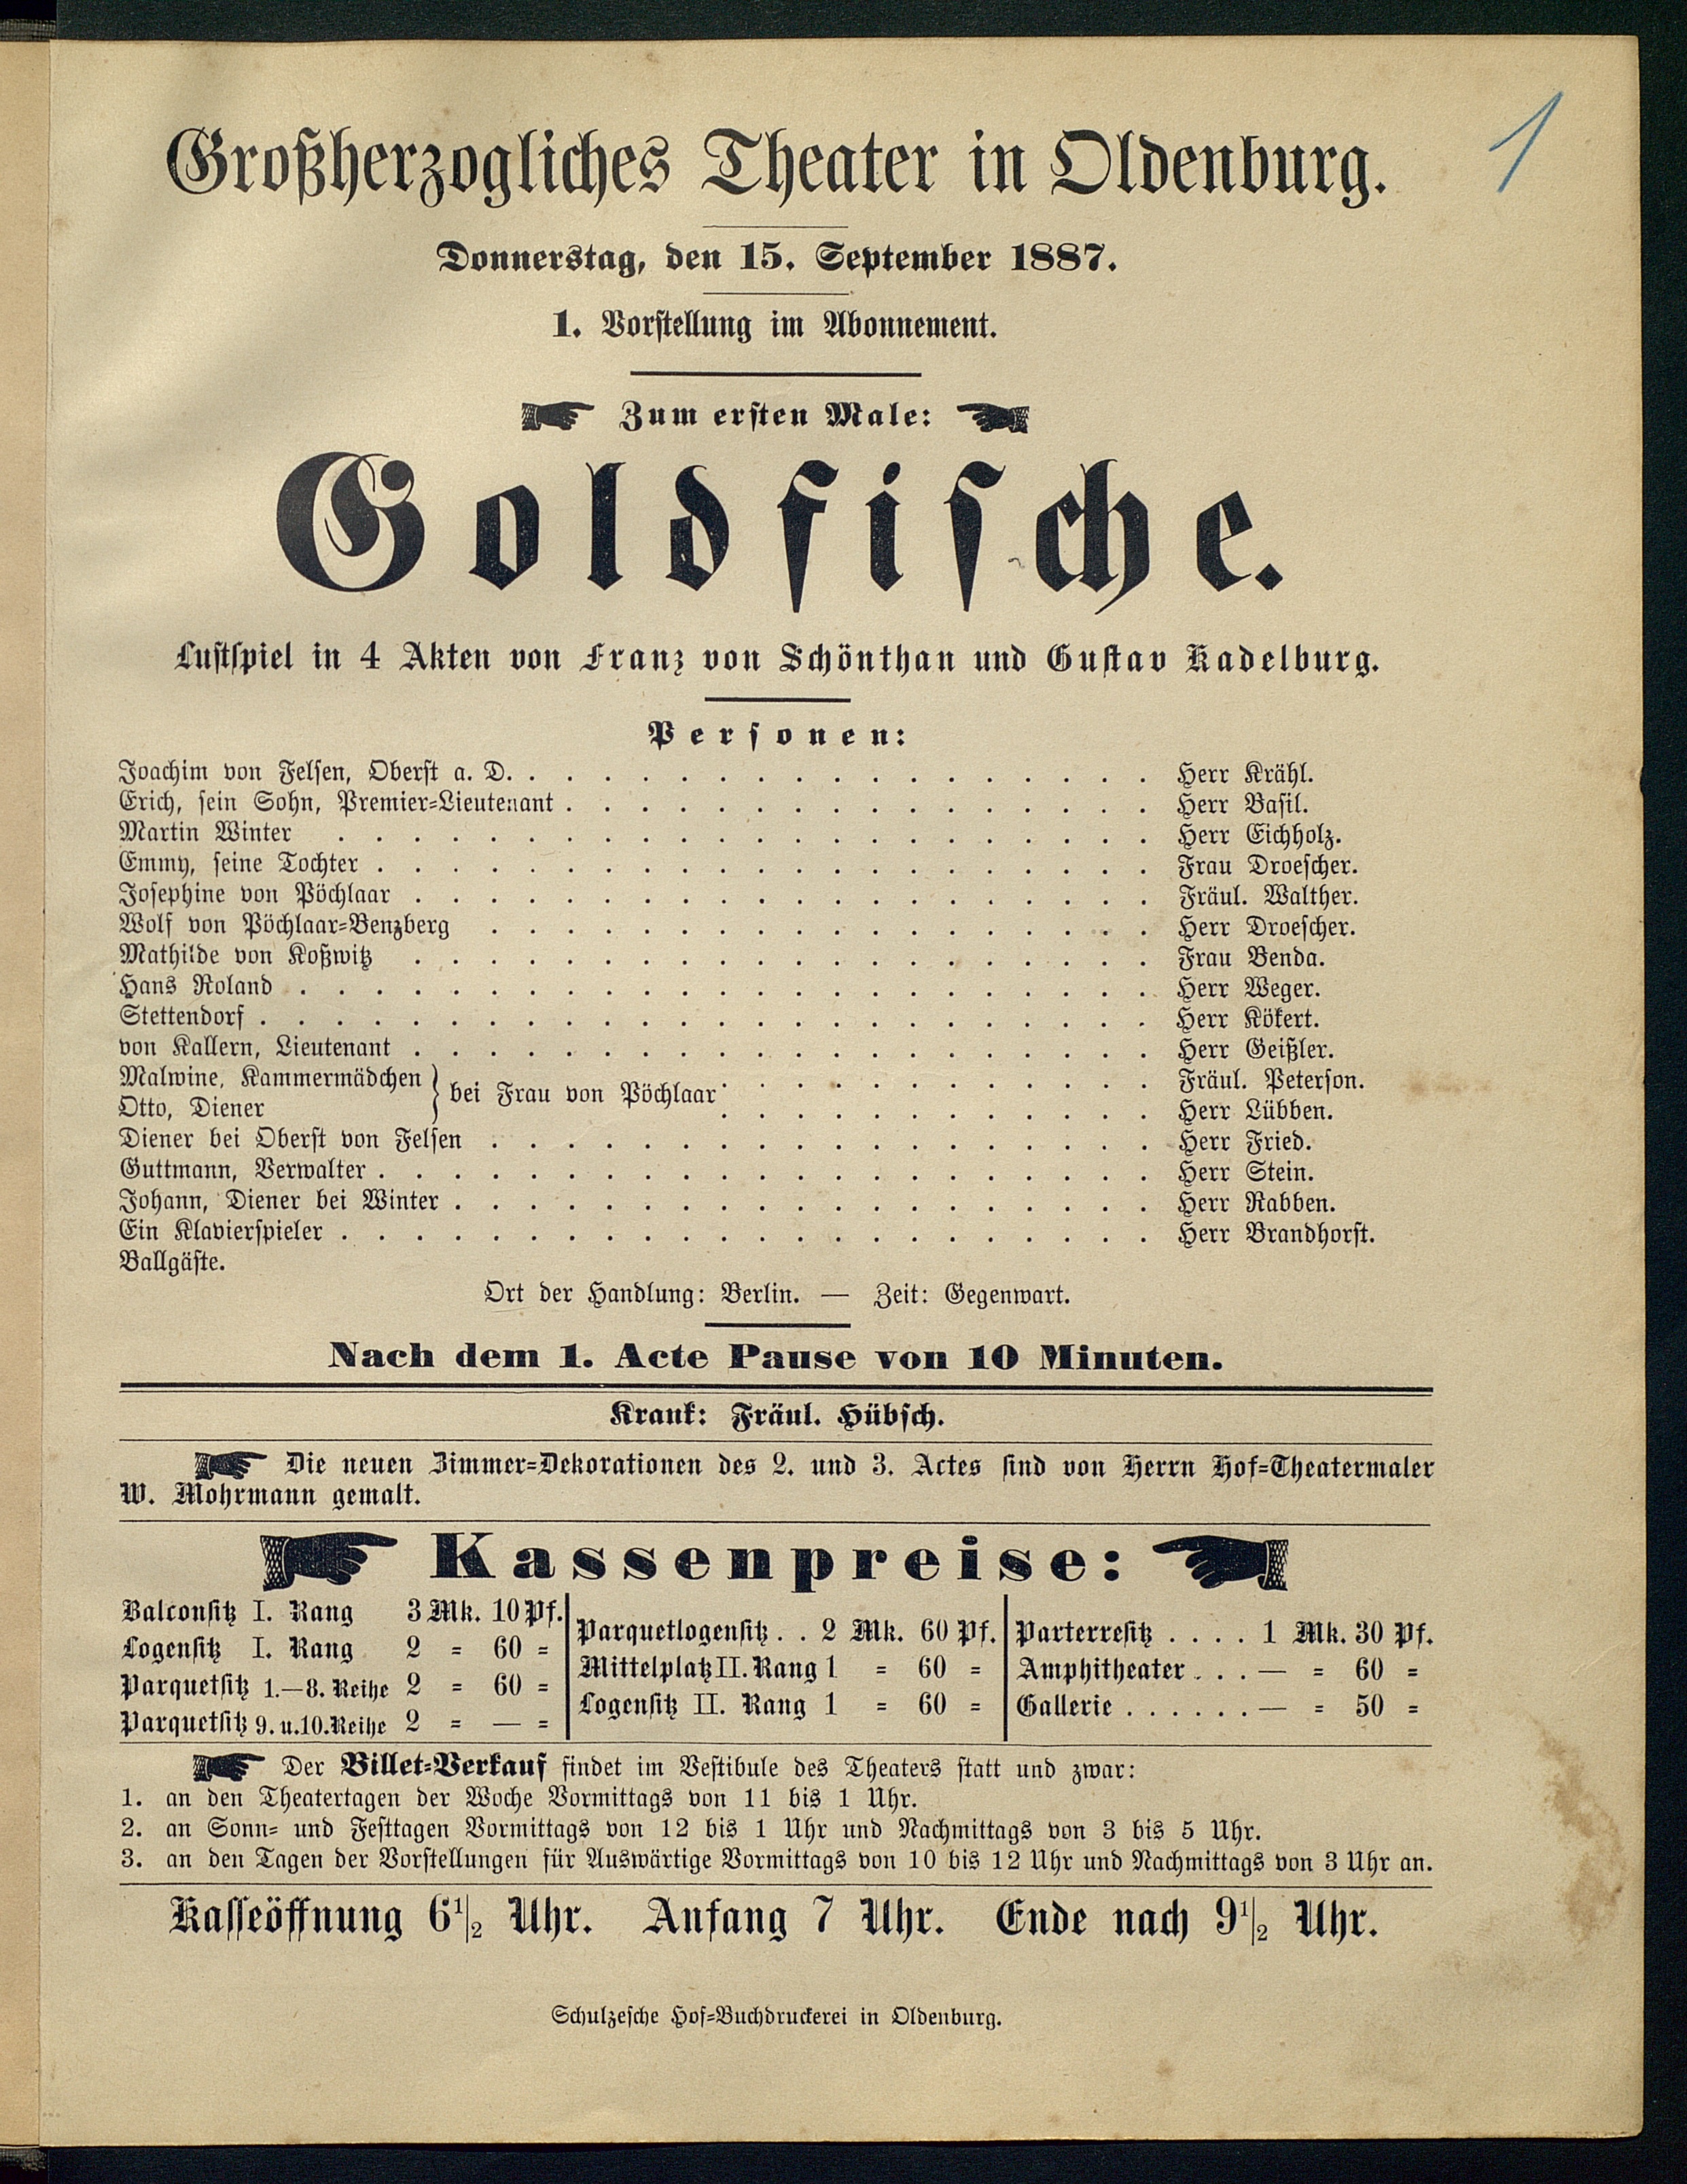 1
Großherzogliches Theater in Oldenburg.
Donnerstag, den 15. September 1887.
1. Vorstellung im Abonnement.
Zum ersten Male:
Goldfische.
Lustspiel in 4 Akten von Franz von Schönthan und Gustav Kadelburg.
Personen:
Joachim von Felsen, Oberst a. D. . . . . . . . . . . . . . . . . . . Herr Krähl.
Erich, sein Sohn, Premier-Lieutenant . . . . . . . . . . . . . . . . Herr Basil.
Martin Winter . . . . . . . . . . . . . . . . . . . . . . Herr Eichholz.
Emmy, seine Tochter . . . . . . . . . . . . . . . . . . . . . Frau Droescher.
Josephine von Pöchlaar . . . . . . . . . . . . . . . . . . . . Fräul. Walther.
Wolf von Pöchlaar-Benzberg . . . . . . . . . . . . . . . . . . Herr Droescher.
Mathilde von Koßwitz . . . . . . . . . . . . . . . . . . . . Frau Benda.
Hans Roland . . . . . . . . . . . . . . . . . . . . . . . Herr Weger.
Stettendorf . . . . . . . . . . . . . . . . . . . . . . . . Herr Kökert.
von Kallern, Lieutenant . . . . . . . . . . . . . . . . . . . . Herr Geißler.
Malwine, Kammermädchen } bei Frau von Pöchlaar . . . . . . . . . . . . Fräul. Peterson.
Otto, Diener . . . . . . . . . . . . Herr Lübben.
Diener bei Oberst von Felsen . . . . . . . . . . . . . . . . . . Herr Fried.
Guttmann, Verwalter . . . . . . . . . . . . . . . . . . . . . Herr Stein.
Johann, Diener bei Winter . . . . . . . . . . . . . . . . . . . Herr Rabben.
Ein Klavierspieler . . . . . . . . . . . . . . . . . . . . . . Herr Brandhorst.
Ballgäste.
Ort der Handlung: Berlin. — Zeit: Gegenwart.
Nach dem 1. Acte Pause von 10 Minuten.
Krank: Fräul. Hübsch.
Die neuen Zimmer-Dekorationen des 2. und 3. Actes sind von Herrn Hof-Theatermaler
W. Mohrmann gemalt.
Kassenpreise:
Balconsitz I. Rang 3 Mk. 10 Pf.
Logensitz I. Rang 2 = 60 =
Parquetsitz 1.—8. Reihe 2 = 60 =
Parquetsitz 9. u. 10. Reihe 2 = — =
Parquetlogensitz . . 2 Mk. 60 Pf.
Mittelplatz II. Rang 1 = 60 =
Logensitz II. Rang 1 = 60 =
Parterresitz . . . . 1 Mk. 30 Pf.
Amphitheater . . . — = 60 =
Gallerie . . . . . . — = 50 =
Der Billet-Verkauf findet im Vestibule des Theaters statt und zwar:
1. an den Theatertagen der Woche Vormittags von 11 bis 1 Uhr.
2. an Sonn- und Festtagen Vormittags von 12 bis 1 Uhr und Nachmittags von 3 bis 5 Uhr.
3. an den Tagen der Vorstellungen für Auswärtige Vormittags von 10 bis 12 Uhr und Nachmittags von 3 Uhr an.
Kasseöffnung 6 1/2 Uhr. Anfang 7 Uhr. Ende nach 9 1/2 Uhr.
Schulzesche Hof-Buchdruckerei in Oldenburg.